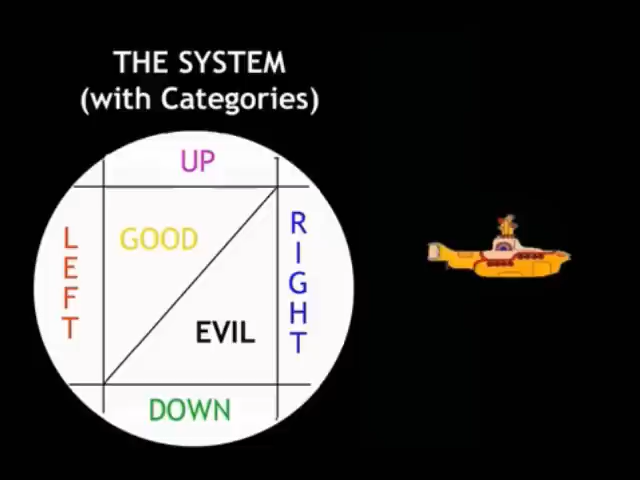 THE SYSTEM
(with Categories)
UP
LEFT
GOOD
RIGHT
EVIL
DOWN